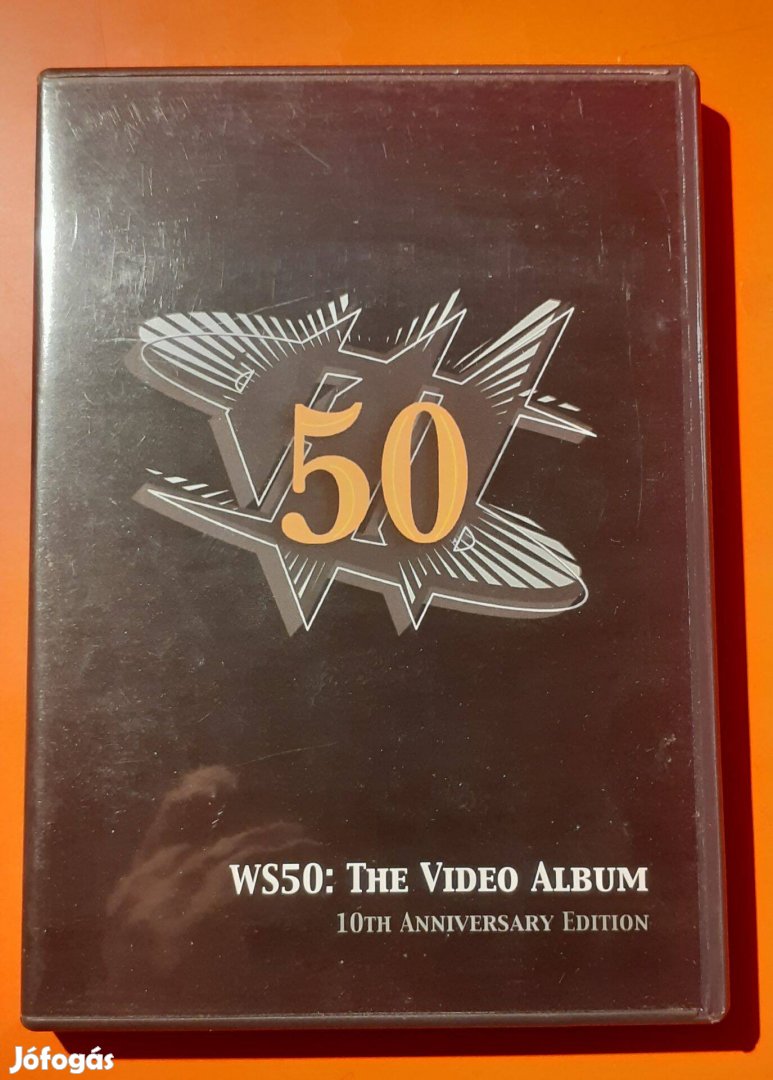 50
WS50: THE VIDEO ALBUM
10TH ANNIVERSARY EDITION
Jófogás